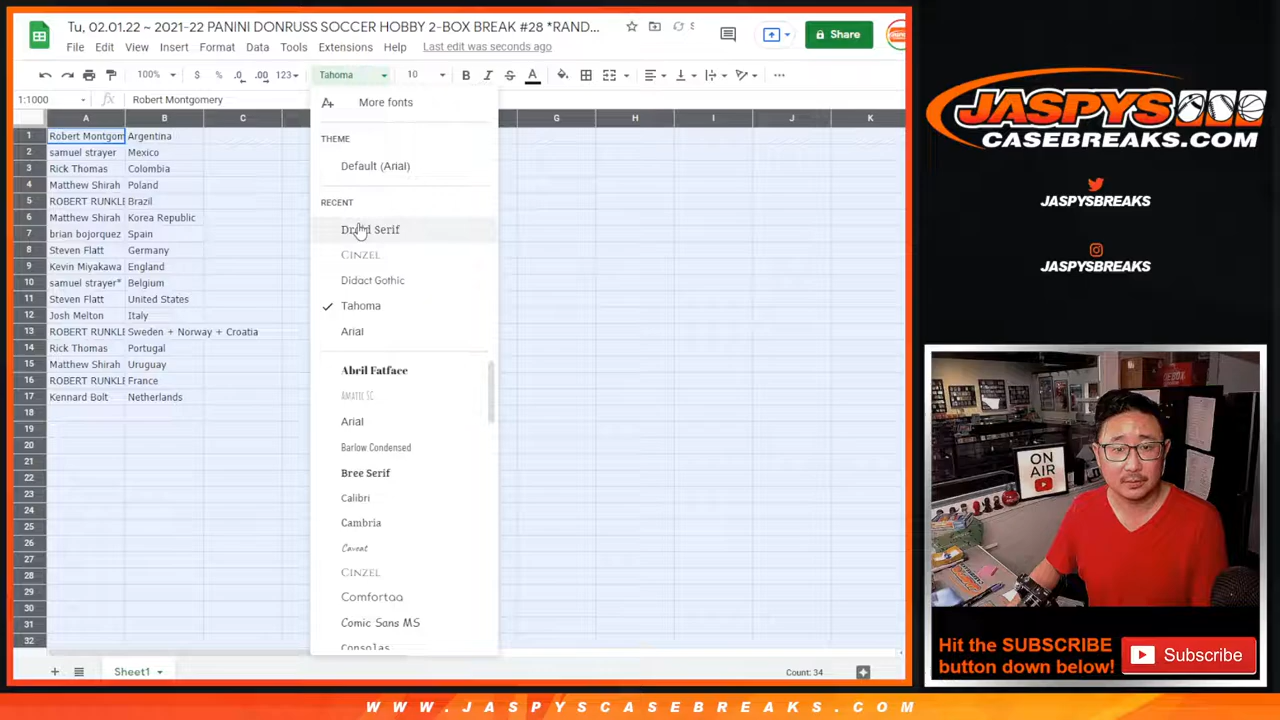 Tu, 02.01.22 ~ 2021-22 PANINI DONRUSS SOCCER HOBBY 2-BOX BREAK #28 *RAND...
File Edit View Insert Format Data Tools Extensions Help Last edit was seconds ago
Share
100% $ % .0 .00 123 Tahoma 10 B I S A
1:1000 fx Robert Montgomery
A B C G H I J K
1 Robert Montgom Argentina
2 samuel strayer Mexico
3 Rick Thomas Colombia
4 Matthew Shirah Poland
5 ROBERT RUNKLE Brazil
6 Matthew Shirah Korea Republic
7 brian bojorquez Spain
8 Steven Flatt Germany
9 Kevin Miyakawa England
10 samuel strayer* Belgium
11 Steven Flatt United States
12 Josh Melton Italy
13 ROBERT RUNKLE Sweden + Norway + Croatia
14 Rick Thomas Portugal
15 Matthew Shirah Uruguay
16 ROBERT RUNKLE France
17 Kennard Bolt Netherlands
18
19
20
21
22
23
24
25
26
27
28
29
30
31
32
More fonts
THEME
Default (Arial)
RECENT
Droid Serif
CINZEL
Didact Gothic
Tahoma
Arial
Abril Fatface
AMATIC SC
Arial
Barlow Condensed
Bree Serif
Calibri
Cambria
Caveat
CINZEL
Comfortaa
Comic Sans MS
Consolas
Sheet1
Count: 34
JASPYS
CASEBREAKS.COM
JASPYSBREAKS
JASPYSBREAKS
ON
AIR
Hit the SUBSCRIBE
button down below!
Subscribe
WWW.JASPYSCASEBREAKS.COM